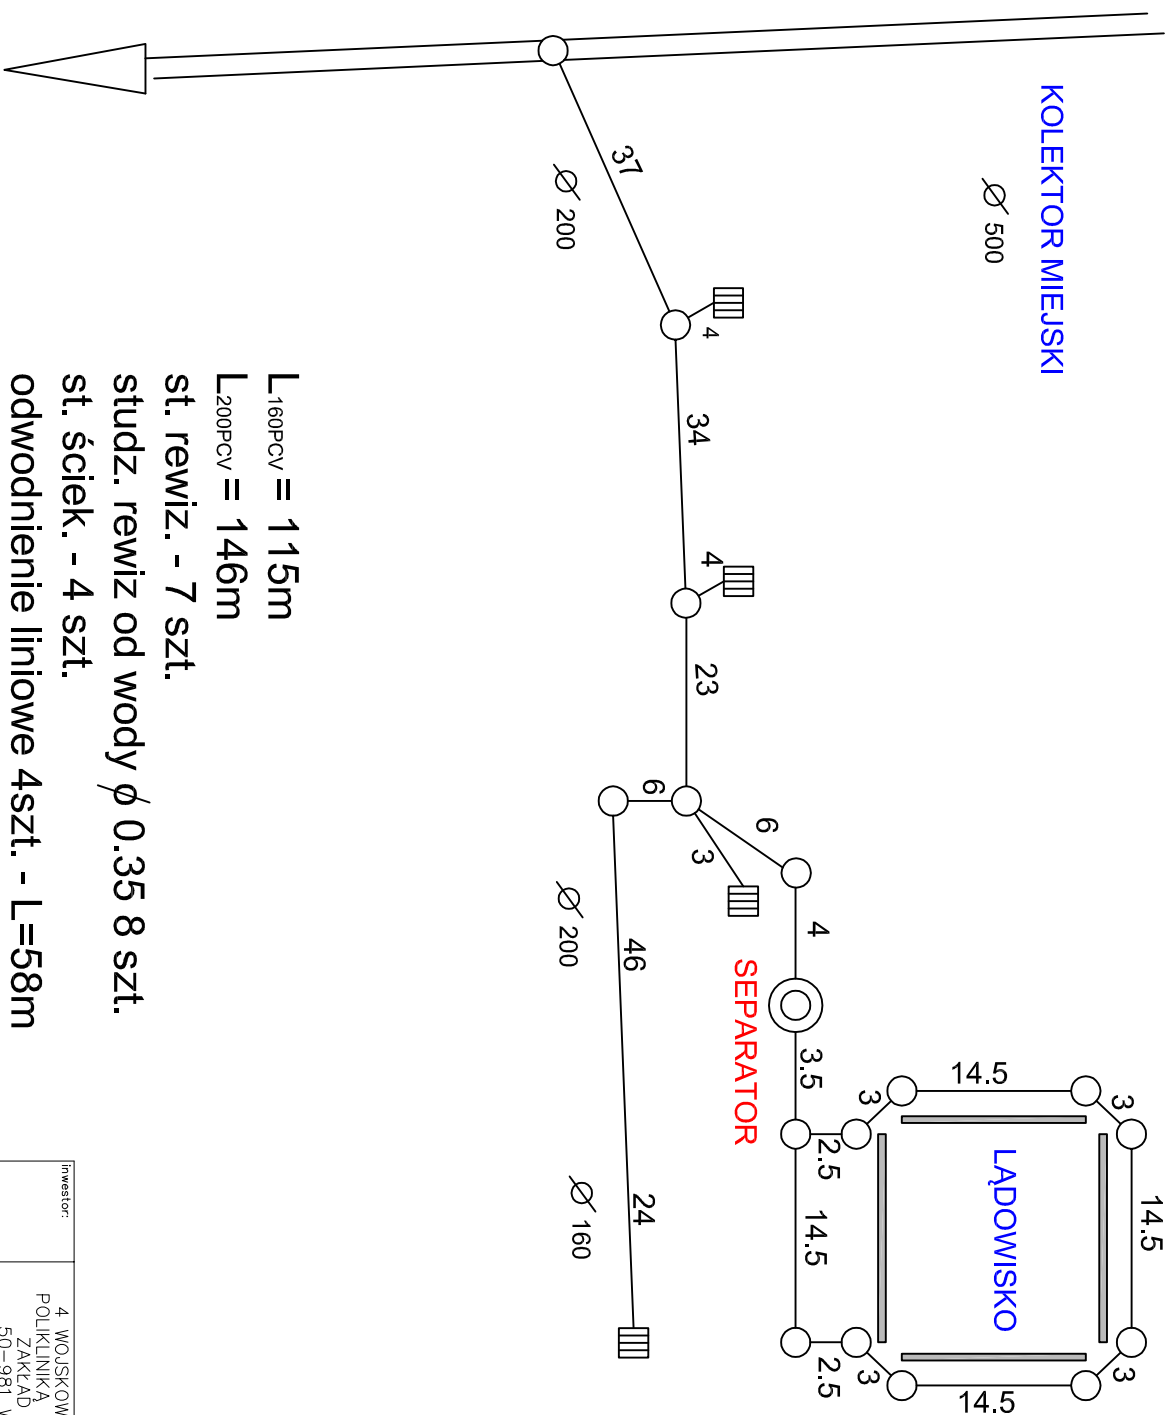 KOLEKTOR MIEJSKI
500
37
200
4
34
4
23
6
6
3
4
SEPARATOR
3.5
2.5
14.5
2.5
3
14.5
3
14.5
3
14.5
3
LĄDOWISKO
46
200
24
160
L160PCV = 115m
L200PCV = 146m
st. rewiz. - 7 szt.
studz. rewiz od wody ϕ 0.35 8 szt.
st. ściek. - 4 szt.
odwodnienie liniowe 4szt. - L=58m
inwestor:
4 WOJSKOW
POLIKLINIKĄ
ZAKŁAD
50-981 W